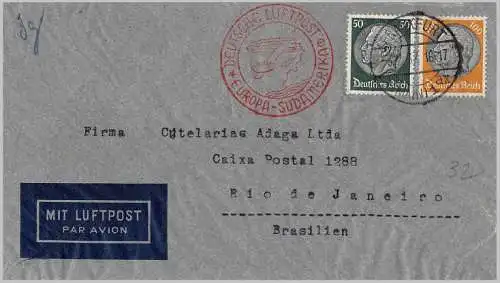 DEUTSCHE LUFTPOST
EUROPA-SÜDAMERIKA
50
100
Deutsches Reich
Deutsches Reich
Firma Cutelarias Adaga Ltda
Caixa Postal 1288
Rio de Janeiro
Brasilien
32
MIT LUFTPOST
PAR AVION